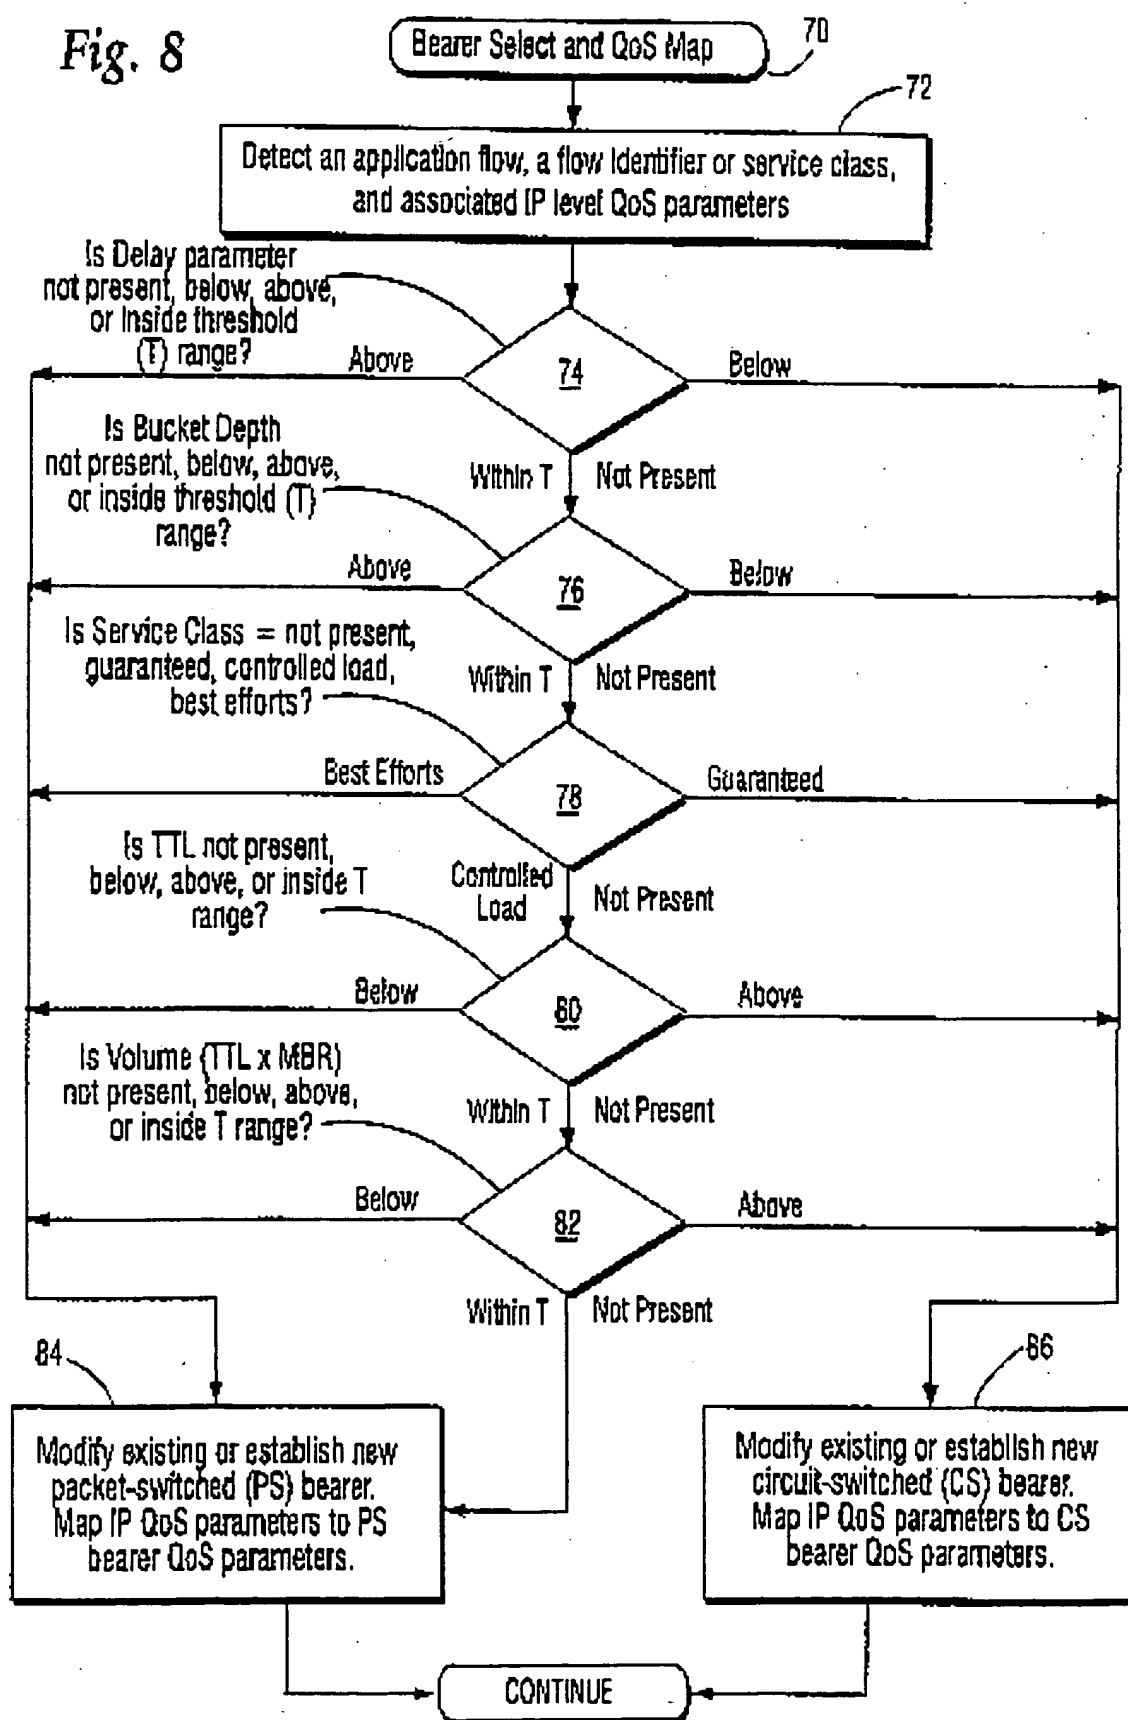 Fig. 8
Bearer Select and QoS Map
70
72
Detect an application flow, a flow identifier or service class,
and associated IP level QoS parameters
Is Delay parameter
not present, below, above,
or inside threshold
(T) range?
Above
74
Below
Within T
Not Present
Is Bucket Depth
not present, below, above,
or inside threshold (T)
range?
Above
76
Below
Within T
Not Present
Is Service Class = not present,
guaranteed, controlled load,
best efforts?
Best Efforts
78
Guaranteed
Controlled
Load
Not Present
Is TTL not present,
below, above, or inside T
range?
Below
80
Above
Within T
Not Present
Is Volume (TTL x MBR)
not present, below, above,
or inside T range?
Below
82
Above
Within T
Not Present
84
Modify existing or establish new
packet-switched (PS) bearer.
Map IP QoS parameters to PS
bearer QoS parameters.
86
Modify existing or establish new
circuit-switched (CS) bearer.
Map IP QoS parameters to CS
bearer QoS parameters.
CONTINUE